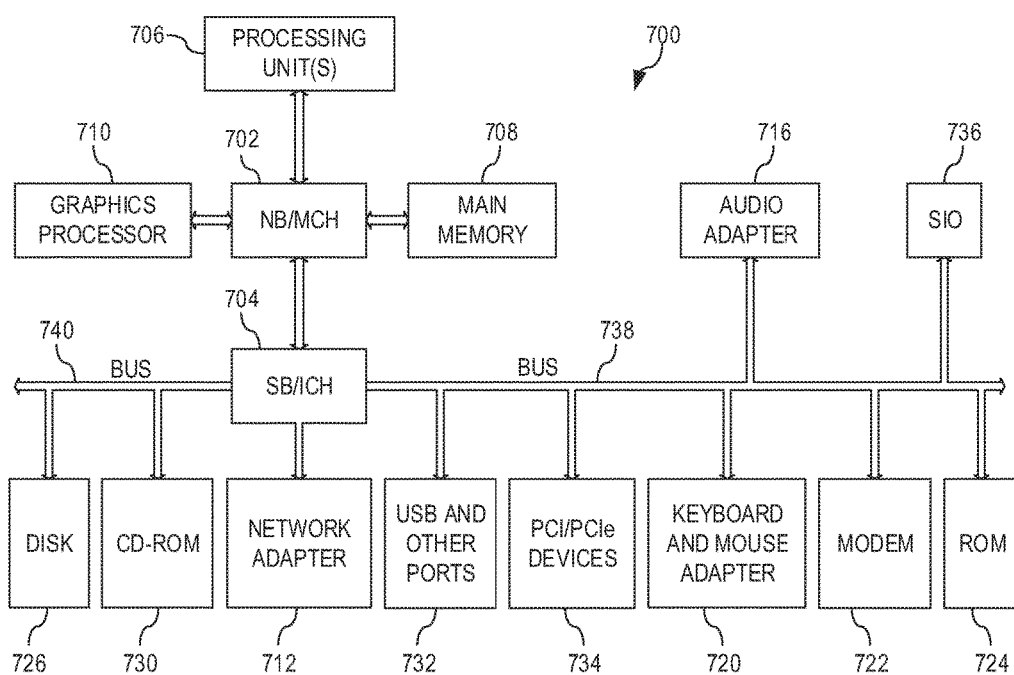 706
PROCESSING
UNIT(S)
700
710
702
708
716
736
GRAPHICS
PROCESSOR
NB/MCH
MAIN
MEMORY
AUDIO
ADAPTER
SIO
704
740
738
BUS
SB/ICH
BUS
DISK
CD-ROM
NETWORK
ADAPTER
USB AND
OTHER
PORTS
PCI/PCIe
DEVICES
KEYBOARD
AND MOUSE
ADAPTER
MODEM
ROM
726
730
712
732
734
720
722
724